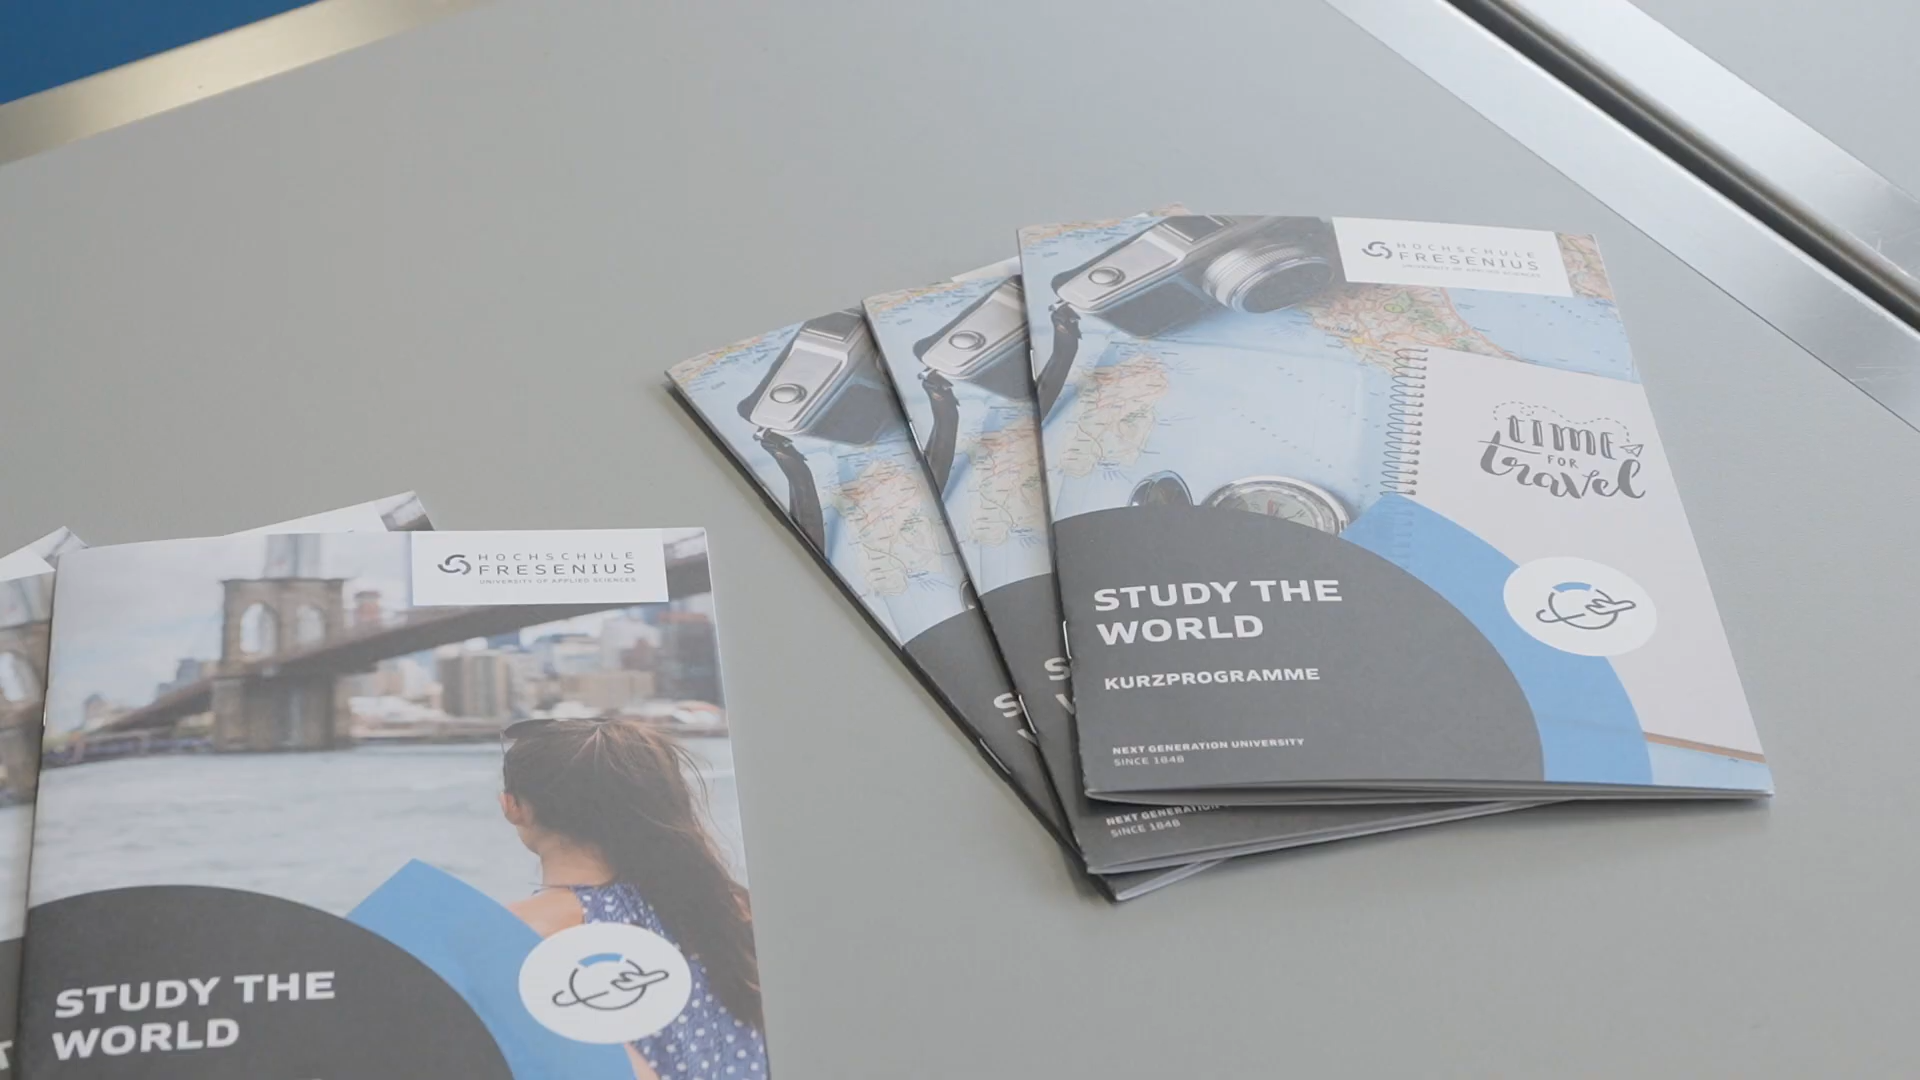 HOCHSCHULE
FRESENIUS
UNIVERSITY OF APPLIED SCIENCES
STUDY THE
WORLD
HOCHSCHULE
FRESENIUS
UNIVERSITY OF APPLIED SCIENCES
time
FOR
travel
STUDY THE
WORLD
KURZPROGRAMME
NEXT GENERATION UNIVERSITY
SINCE 1848
NEXT GENERATION
SINCE 1848